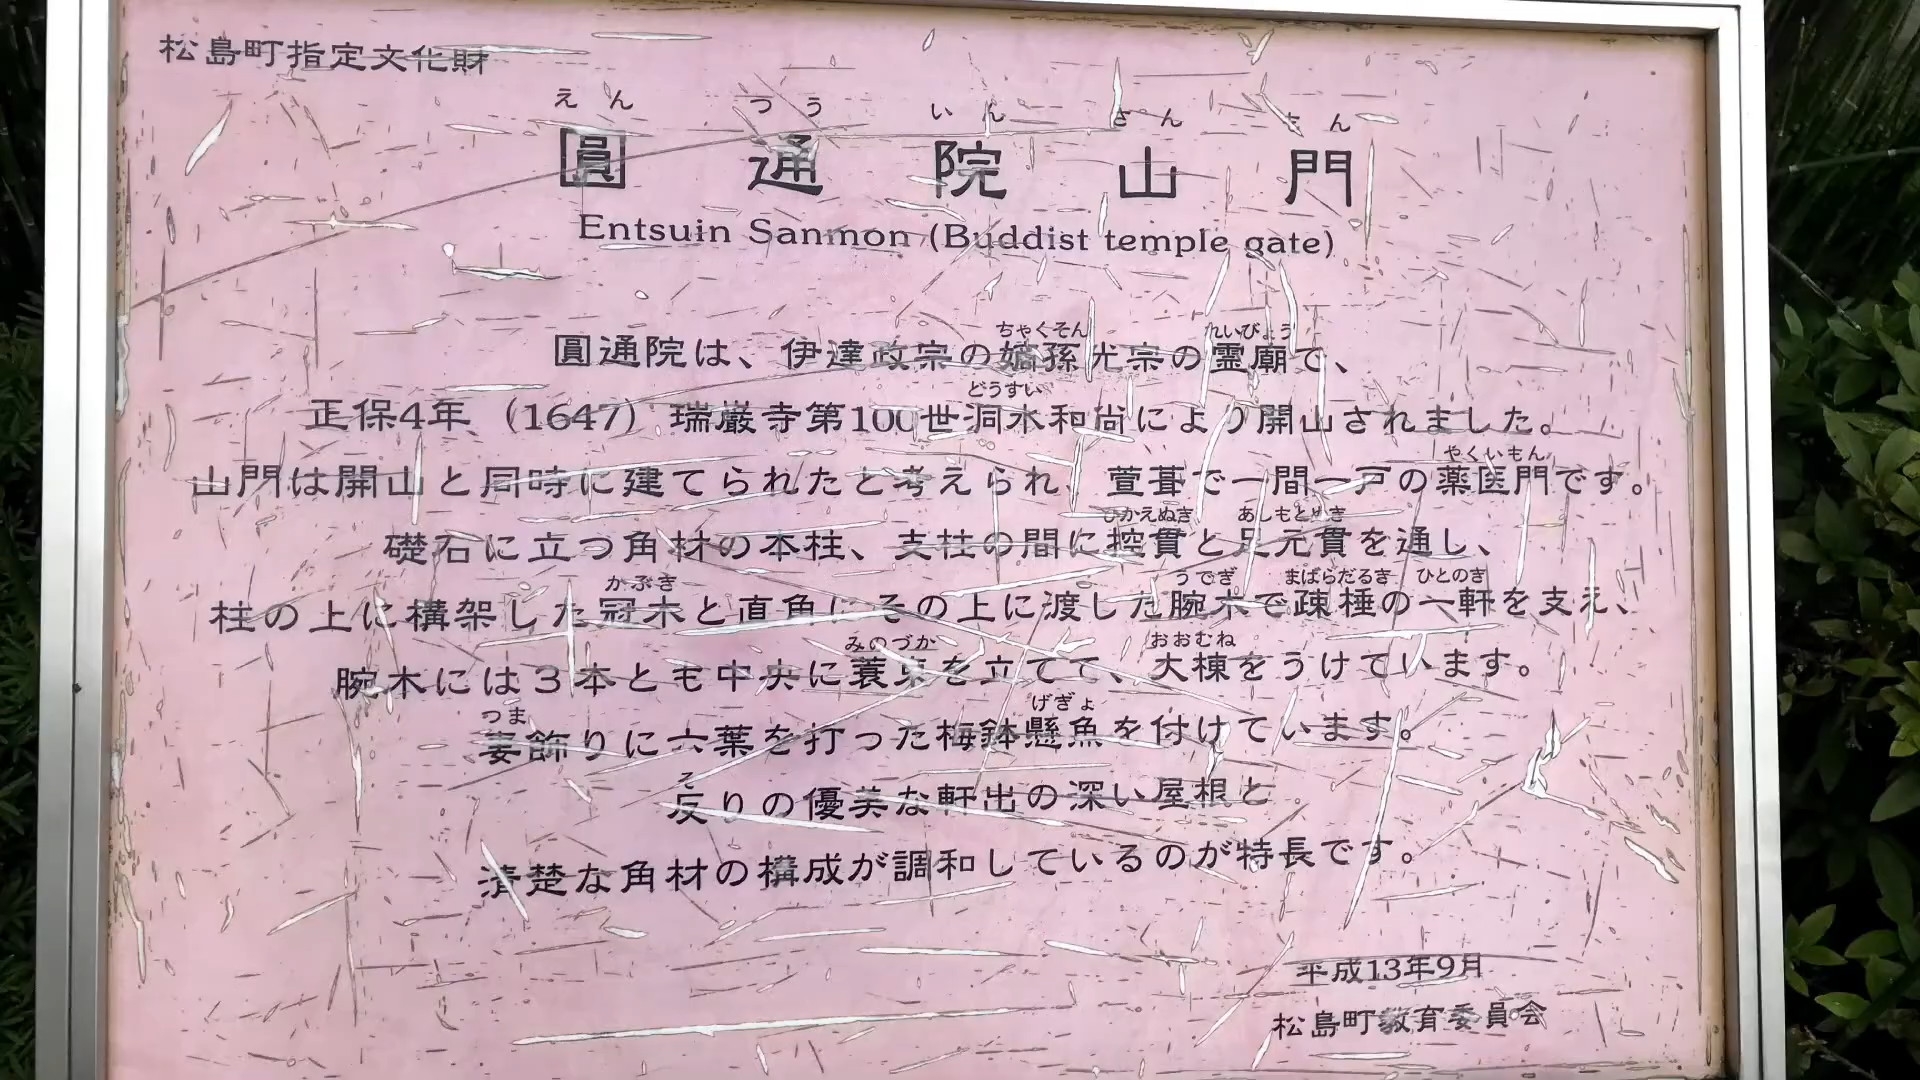 松島町指定文化財
えん つう いん さん もん
圓通院山門
Entsuin Sanmon (Buddhist temple gate)
ちゃくそん れいびょう
圓通院は、伊達政宗の嫡孫光宗の霊廟で、
どうすい
正保4年（1647）瑞巌寺第100世洞水和尚により開山されました。
やくいもん
山門は開山と同時に建てられたと考えられ、萱葺で一間一戸の薬医門です。
ひかえぬき あしもとぬき
礎石に立つ角材の本柱、支柱の間に控貫と足元貫を通し、
かぶき うでぎ まばらだるき ひとのき
柱の上に構架した冠木と直角にその上に渡した腕木で疎棰の一軒を支え、
みのづか おおむね
腕木には３本とも中央に蓑束を立てて、大棟をうけています。
つま げぎょ
妻飾りに六葉を打った梅鉢懸魚を付けています。
そ
反りの優美な軒出の深い屋根と
清楚な角材の構成が調和しているのが特長です。
平成13年9月
松島町教育委員会